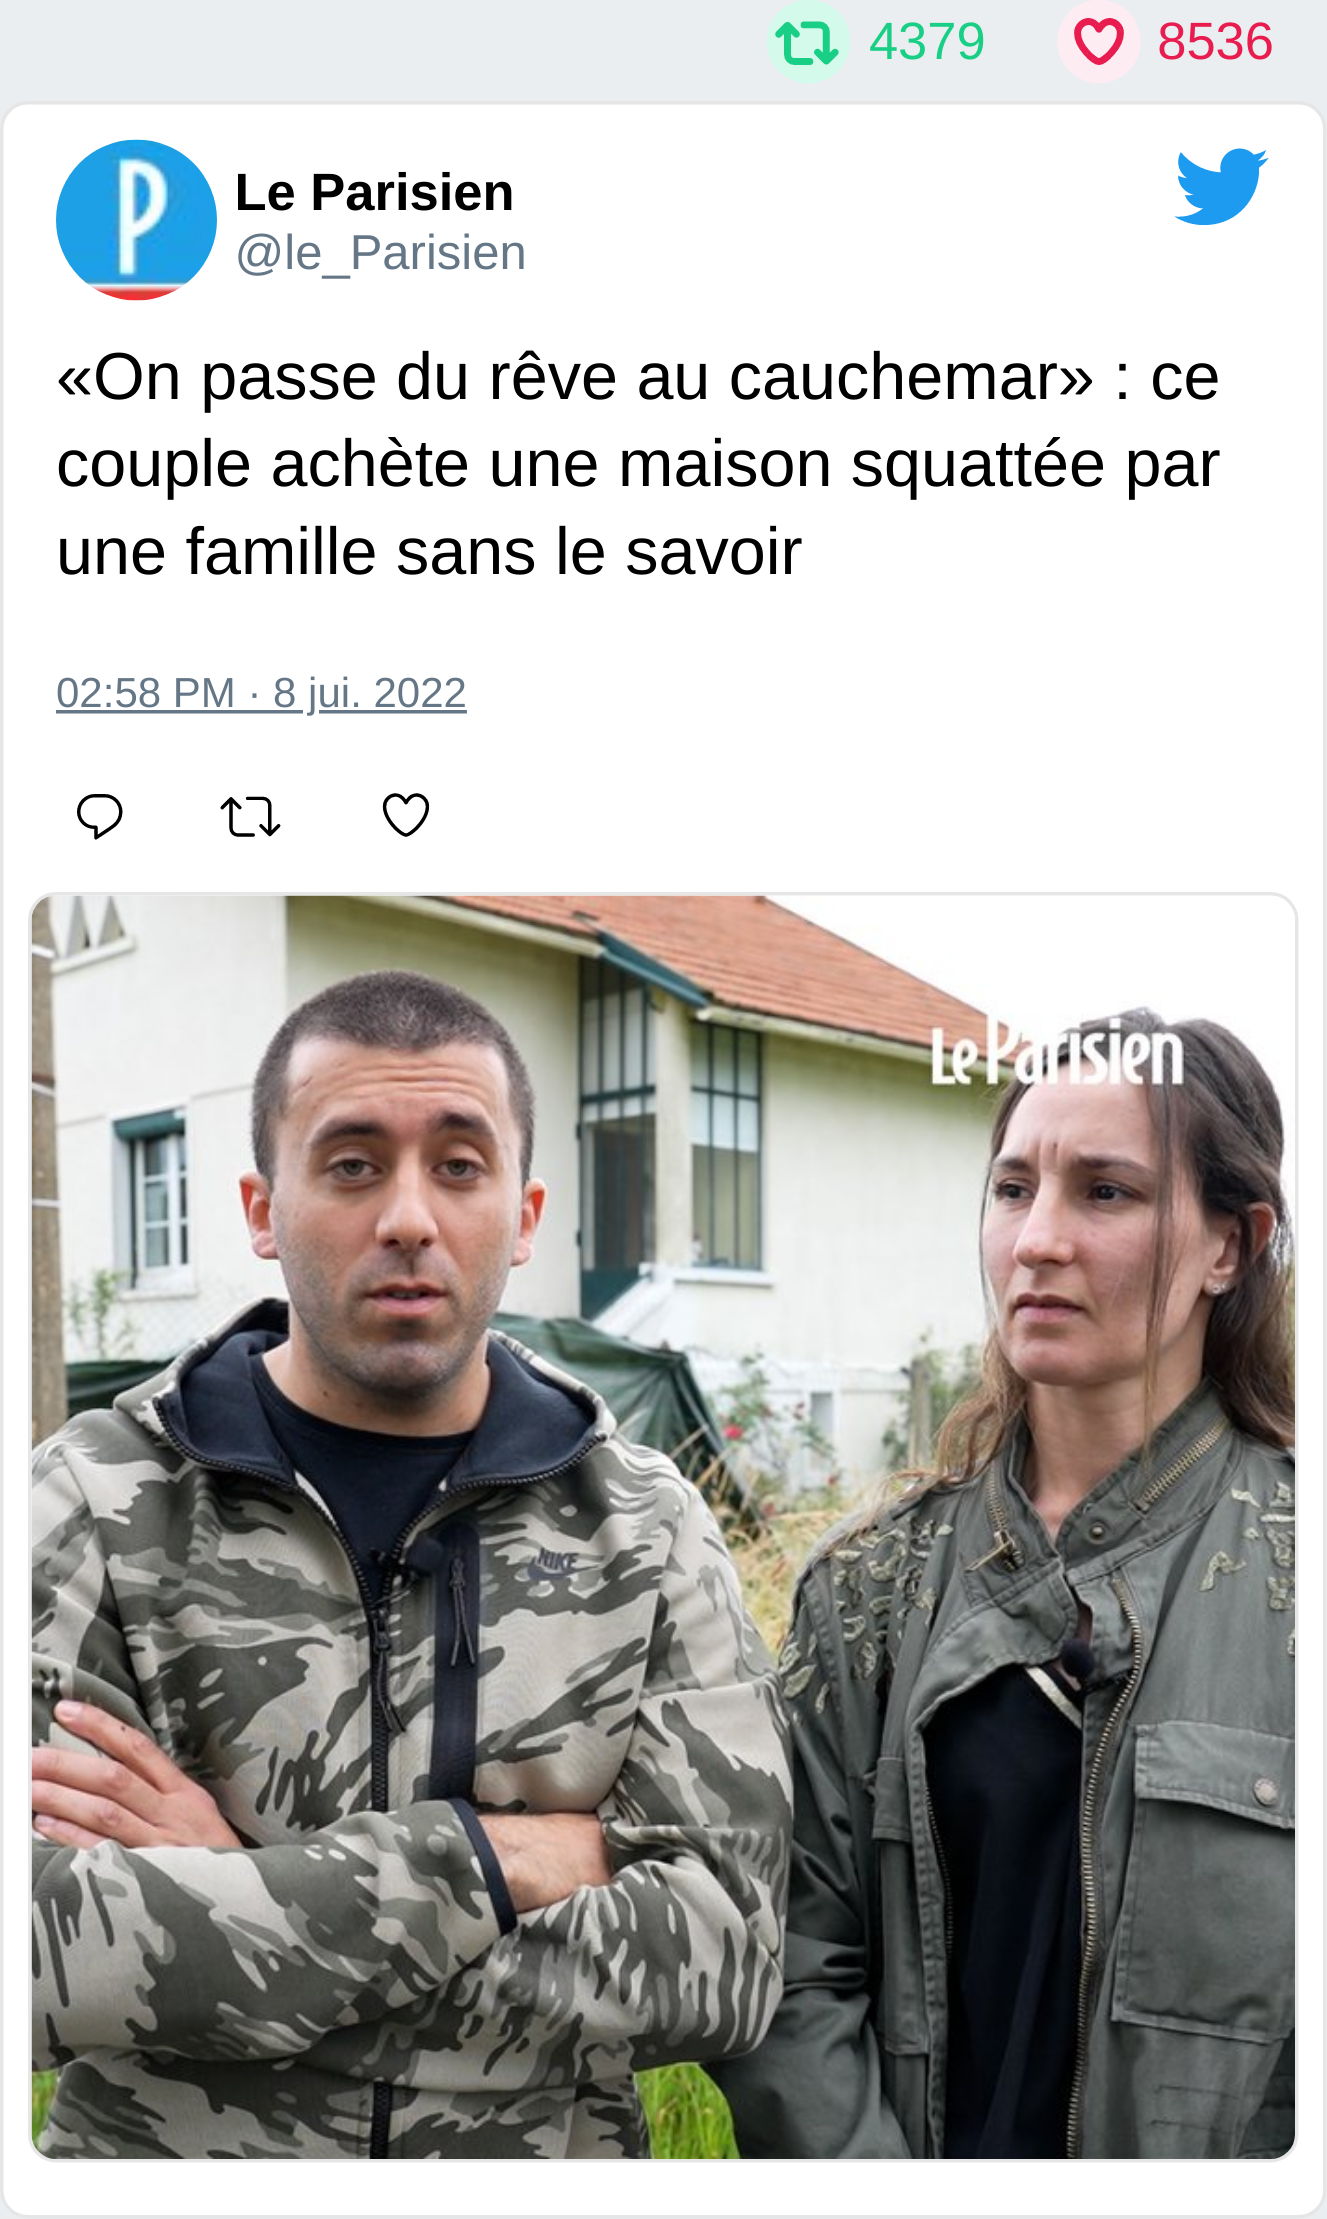 4379 8536
Le Parisien
@le_Parisien
«On passe du rêve au cauchemar» : ce
couple achète une maison squattée par
une famille sans le savoir
02:58 PM · 8 jui. 2022
Le Parisien
NIKE